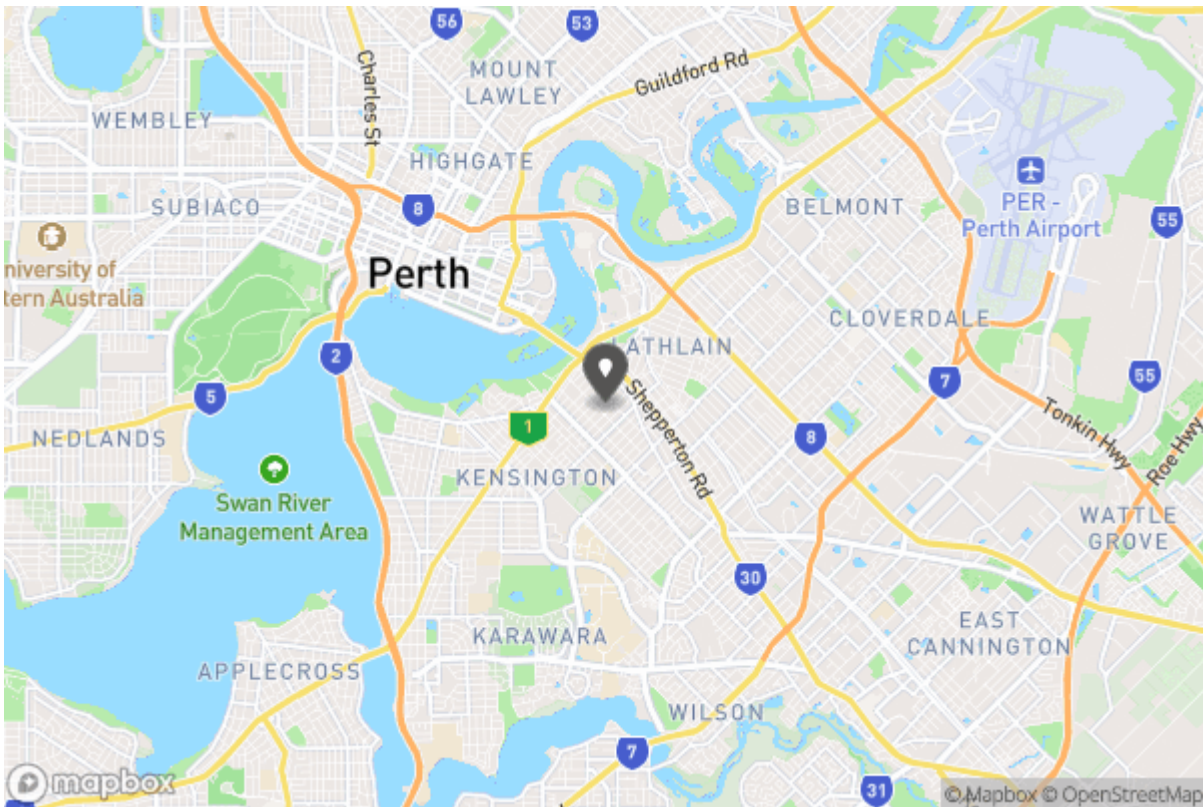 56
53
MOUNT
LAWLEY
Guildford Rd
Charles St
WEMBLEY
HIGHGATE
PER -
Perth Airport
SUBIACO
8
BELMONT
55
niversity of
tern Australia
Perth
CLOVERDALE
LATHLAIN
2
5
7
55
Shepperton Rd
Tonkin Hwy
Roe Hwy
NEDLANDS
1
8
KENSINGTON
Swan River
Management Area
WATTLE
GROVE
30
KARAWARA
EAST
CANNINGTON
APPLECROSS
WILSON
7
31
mapbox
© Mapbox © OpenStreetMap